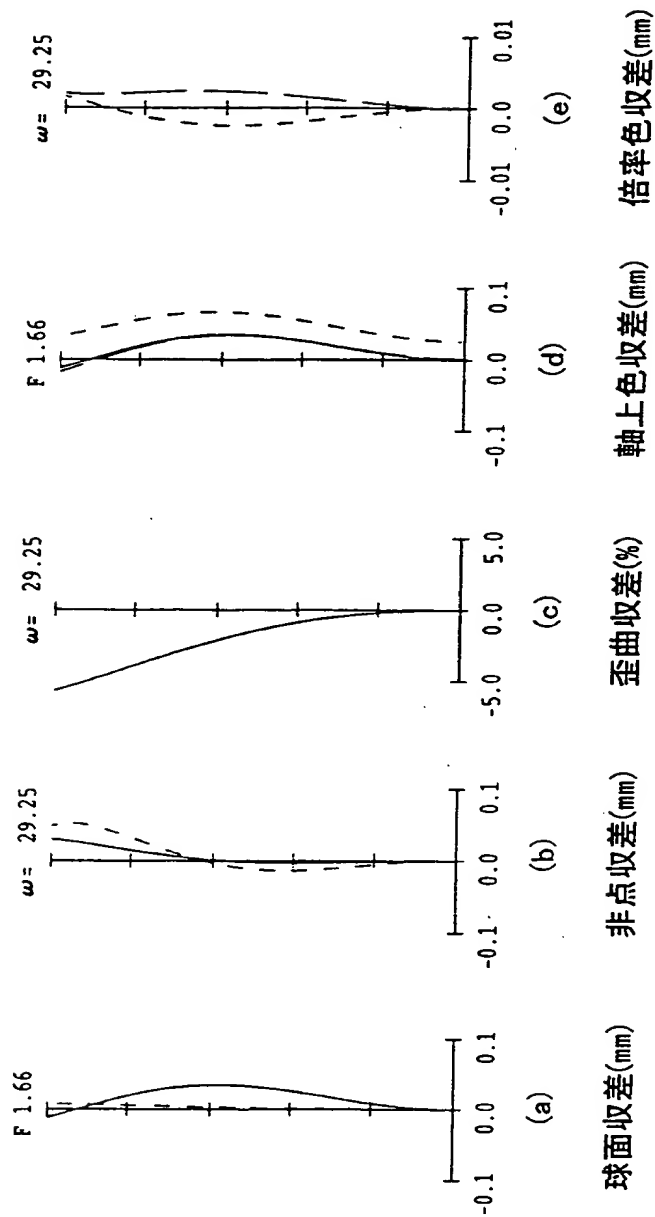 F 1.66
-0.1 0.0 0.1
(a)
球面収差(mm)
ω= 29.25
-0.1 0.0 0.1
(b)
非点収差(mm)
ω= 29.25
-5.0 0.0 5.0
(c)
歪曲収差(%)
F 1.66
-0.1 0.0 0.1
(d)
軸上色収差(mm)
ω= 29.25
-0.01 0.0 0.01
(e)
倍率色収差(mm)